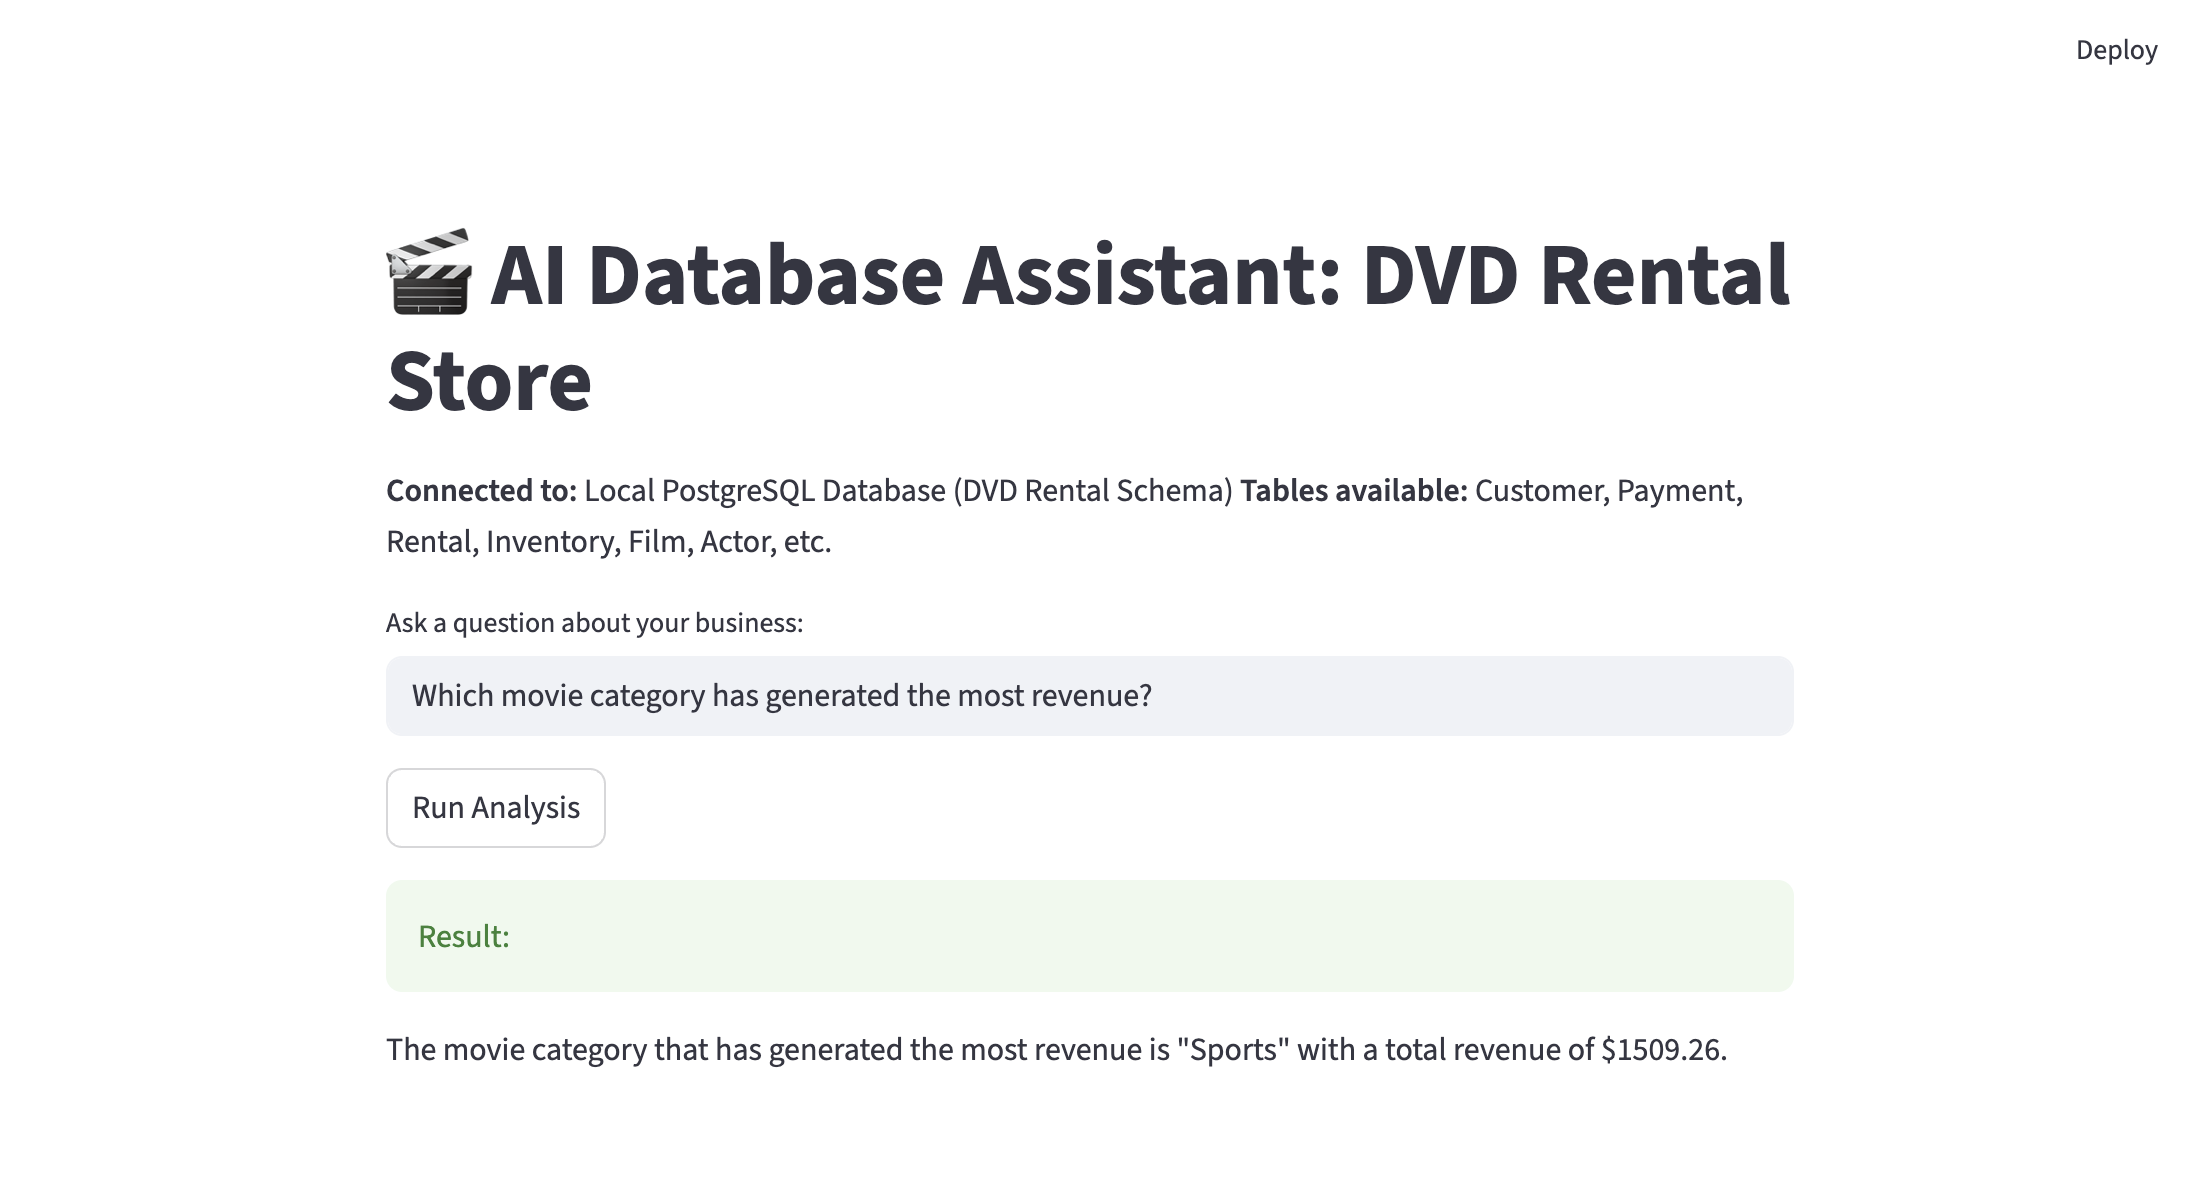 Deploy
🎬 AI Database Assistant: DVD Rental
Store
Connected to: Local PostgreSQL Database (DVD Rental Schema) Tables available: Customer, Payment,
Rental, Inventory, Film, Actor, etc.
Ask a question about your business:
Which movie category has generated the most revenue?
Run Analysis
Result:
The movie category that has generated the most revenue is "Sports" with a total revenue of $1509.26.